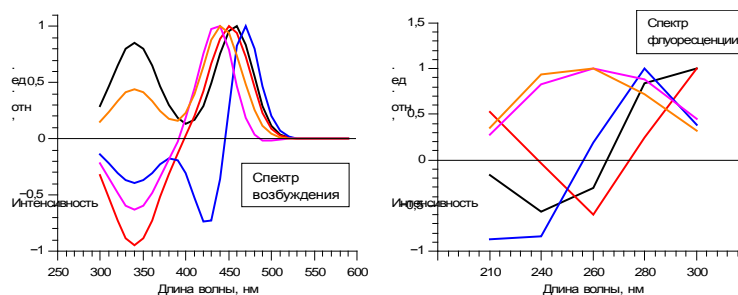 1
0,5
0
−0,5
−1
Интенсивность
, отн. ед.
250 300 350 400 450 500 550 600
Длина волны, нм
Спектр
возбуждения
1,5
1
0,5
0
0,5
−1
Интенсивность
, отн. ед.
210 240 260 280 300
Длина волны, нм
Спектр
флуоресценции